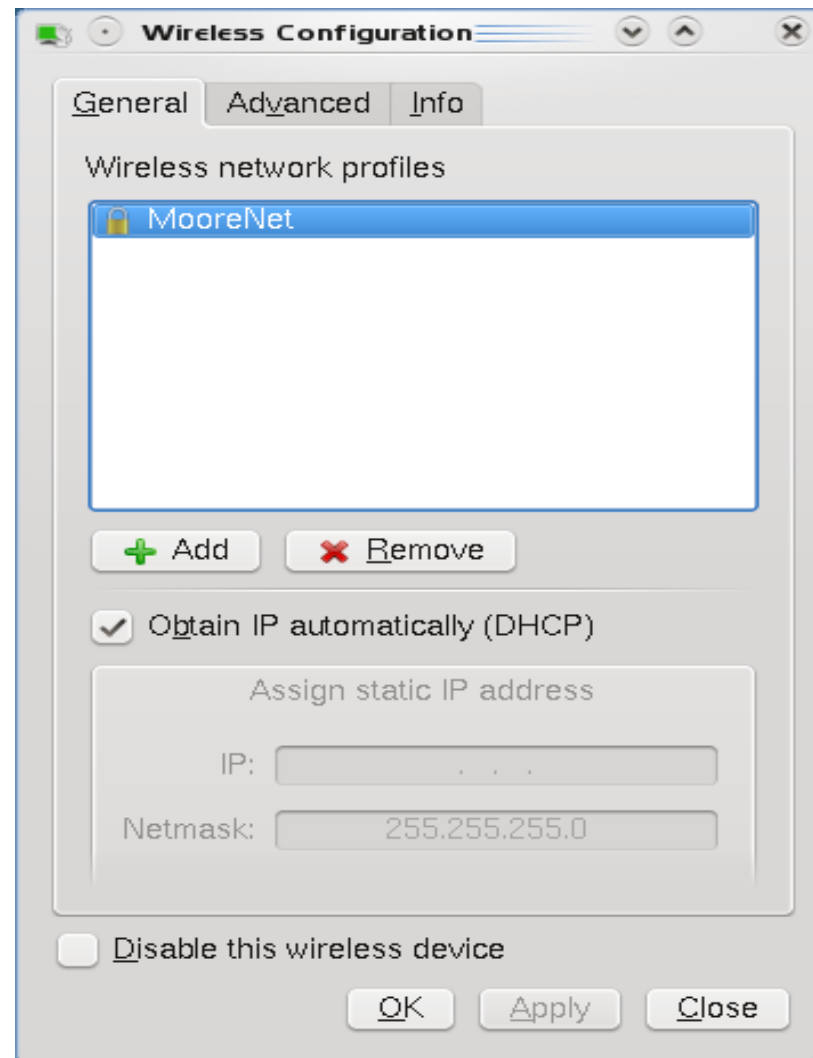 Wireless Configuration
General Advanced Info
Wireless network profiles
MooreNet
Add Remove
Obtain IP automatically (DHCP)
Assign static IP address
IP: . . .
Netmask: 255.255.255.0
Disable this wireless device
OK Apply Close